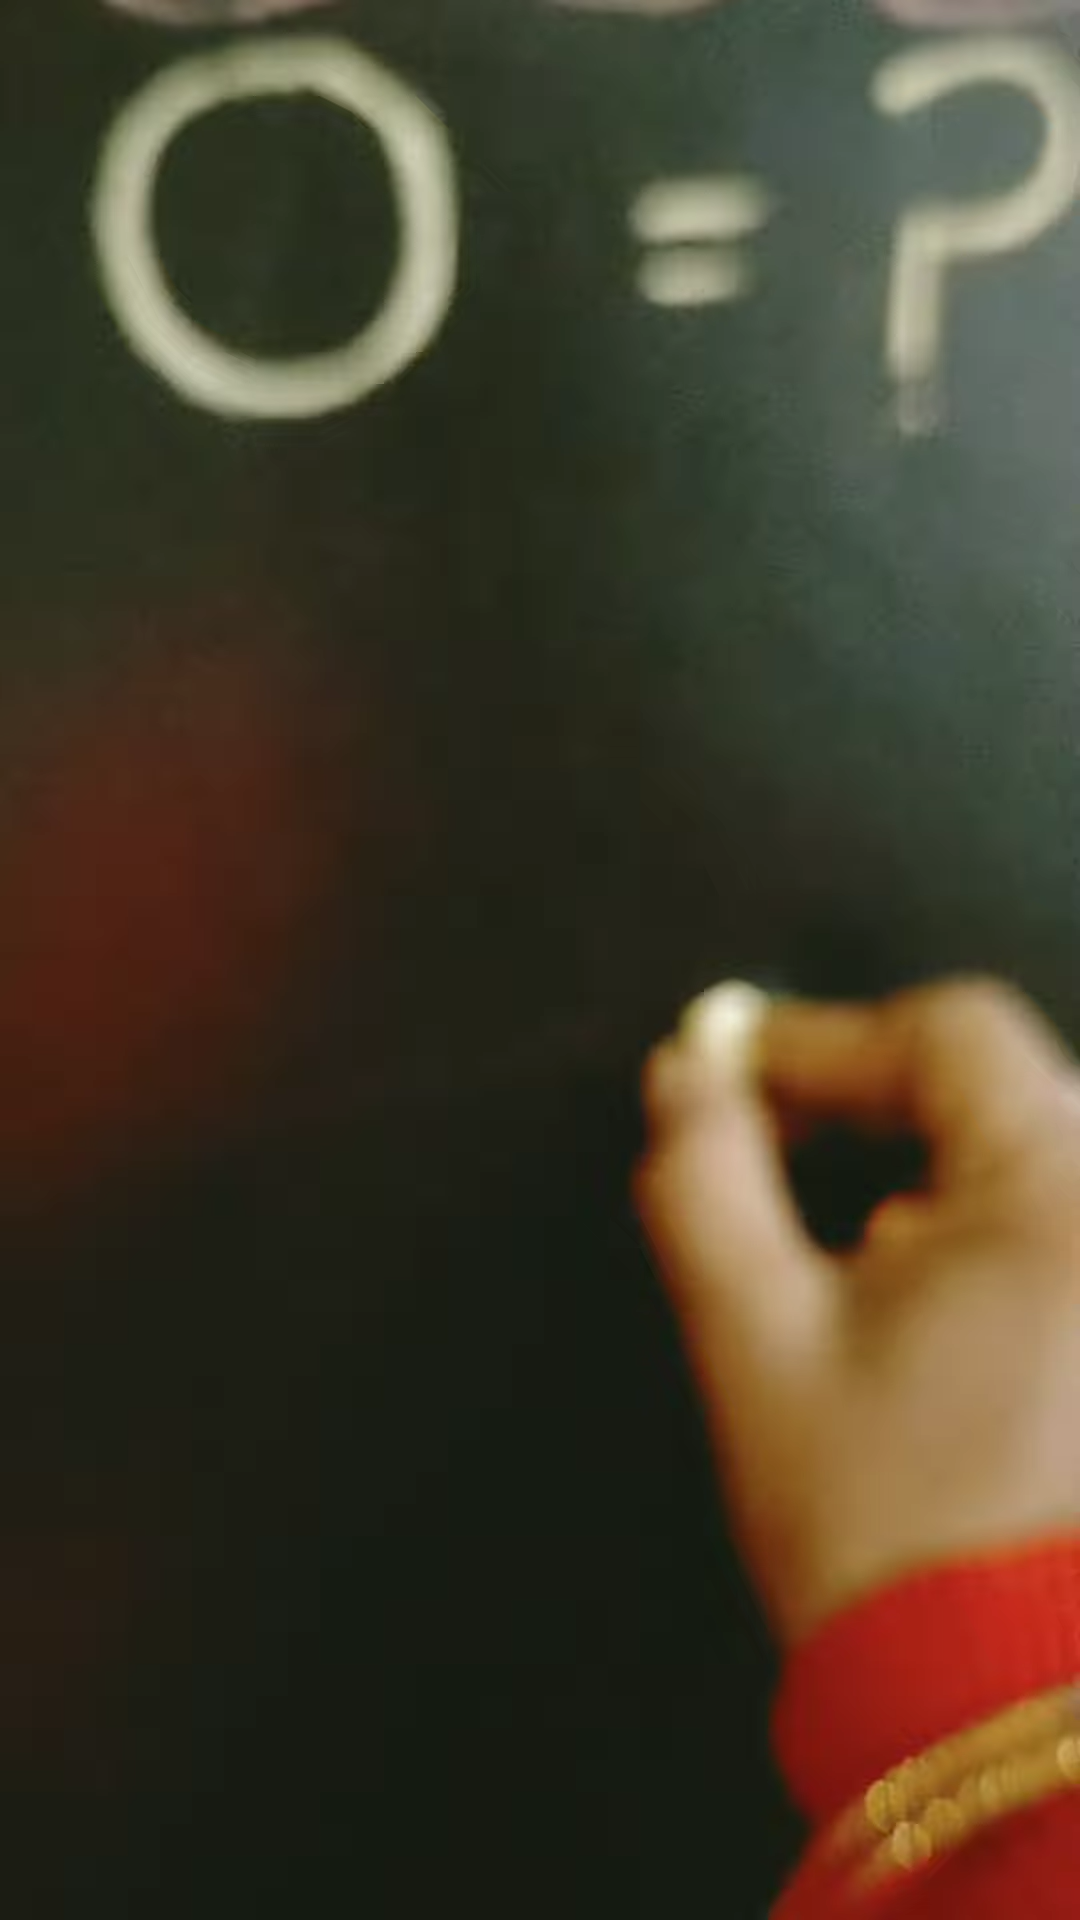 O = ?